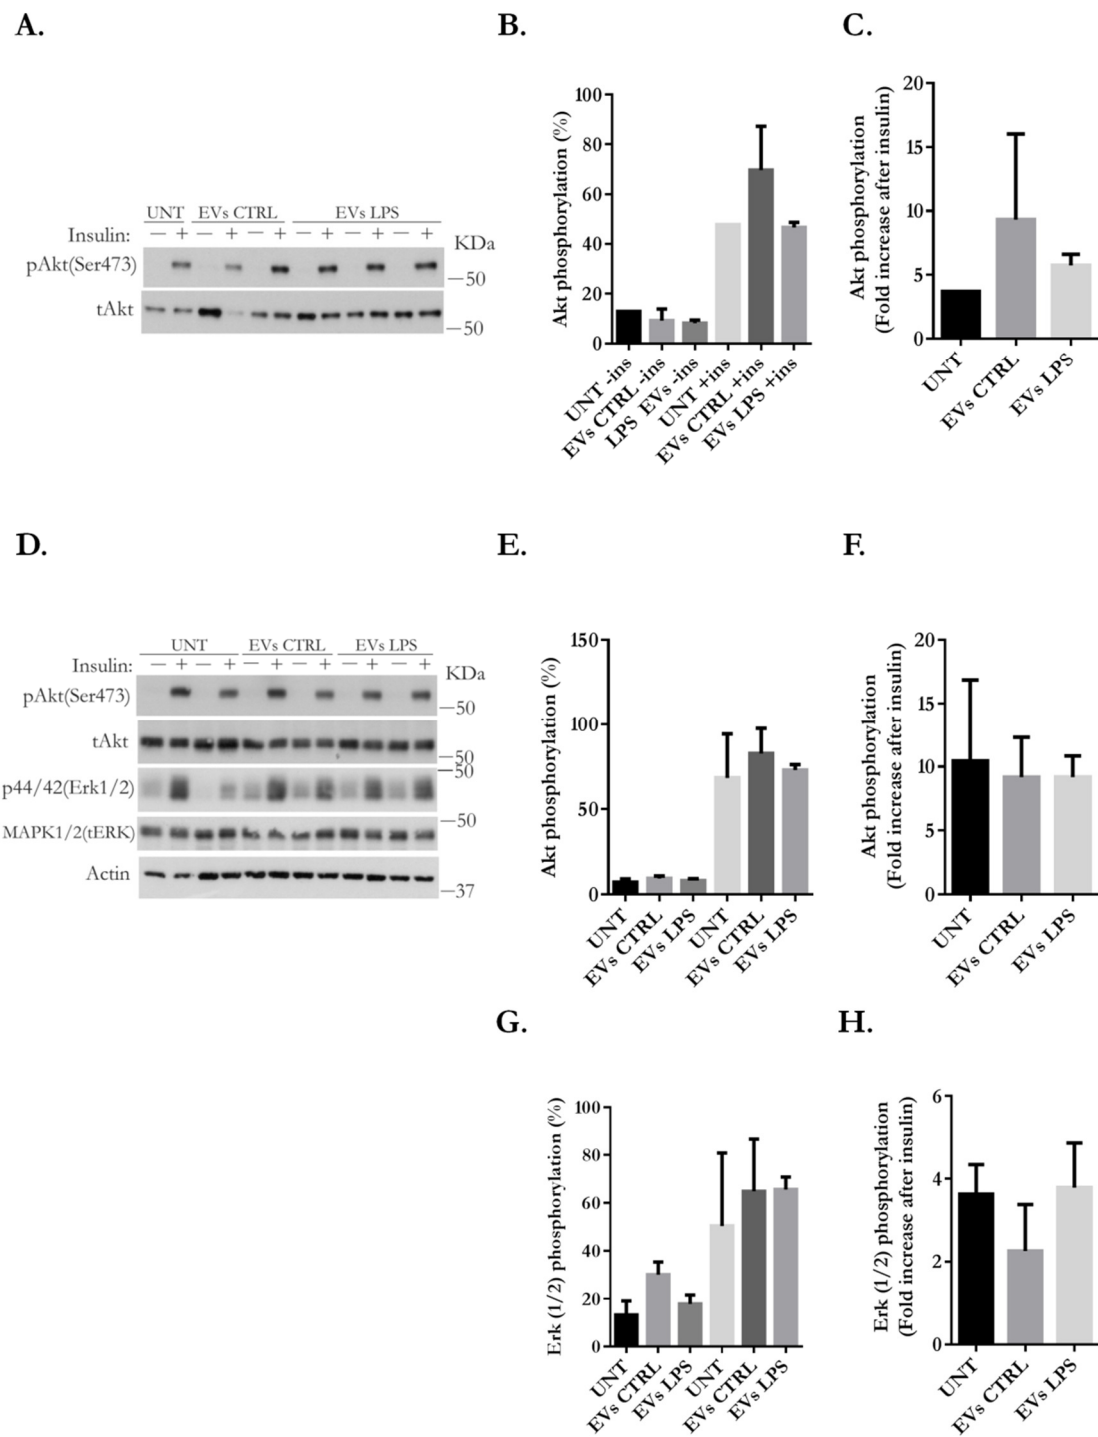 A.
UNT EVs CTRL EVs LPS
Insulin: — + — + — + — + — + — + KDa
pAkt(Ser473)
—50
tAkt
—50
B.
Akt phosphorylation (%)
100
80
60
40
20
0
UNT -ins
EVs CTRL -ins
LPS EVs -ins
UNT +ins
EVs CTRL +ins
EVs LPS +ins
C.
Akt phosphorylation
(Fold increase after insulin)
20
15
10
5
0
UNT
EVs CTRL
EVs LPS
D.
UNT EVs CTRL EVs LPS
Insulin: — + — + — + — + — + — + KDa
pAkt(Ser473)
—50
tAkt
—50
—50
p44/42(Erk1/2)
—50
MAPK1/2(tERK)
Actin
—37
E.
Akt phosphorylation (%)
150
100
50
0
UNT
EVs CTRL
EVs LPS
UNT
EVs CTRL
EVs LPS
F.
Akt phosphorylation
(Fold increase after insulin)
20
15
10
5
0
UNT
EVs CTRL
EVs LPS
G.
Erk (1/2) phosphorylation (%)
100
80
60
40
20
0
UNT
EVs CTRL
EVs LPS
UNT
EVs CTRL
EVs LPS
H.
Erk (1/2) phosphorylation
(Fold increase after insulin)
6
4
2
0
UNT
EVs CTRL
EVs LPS